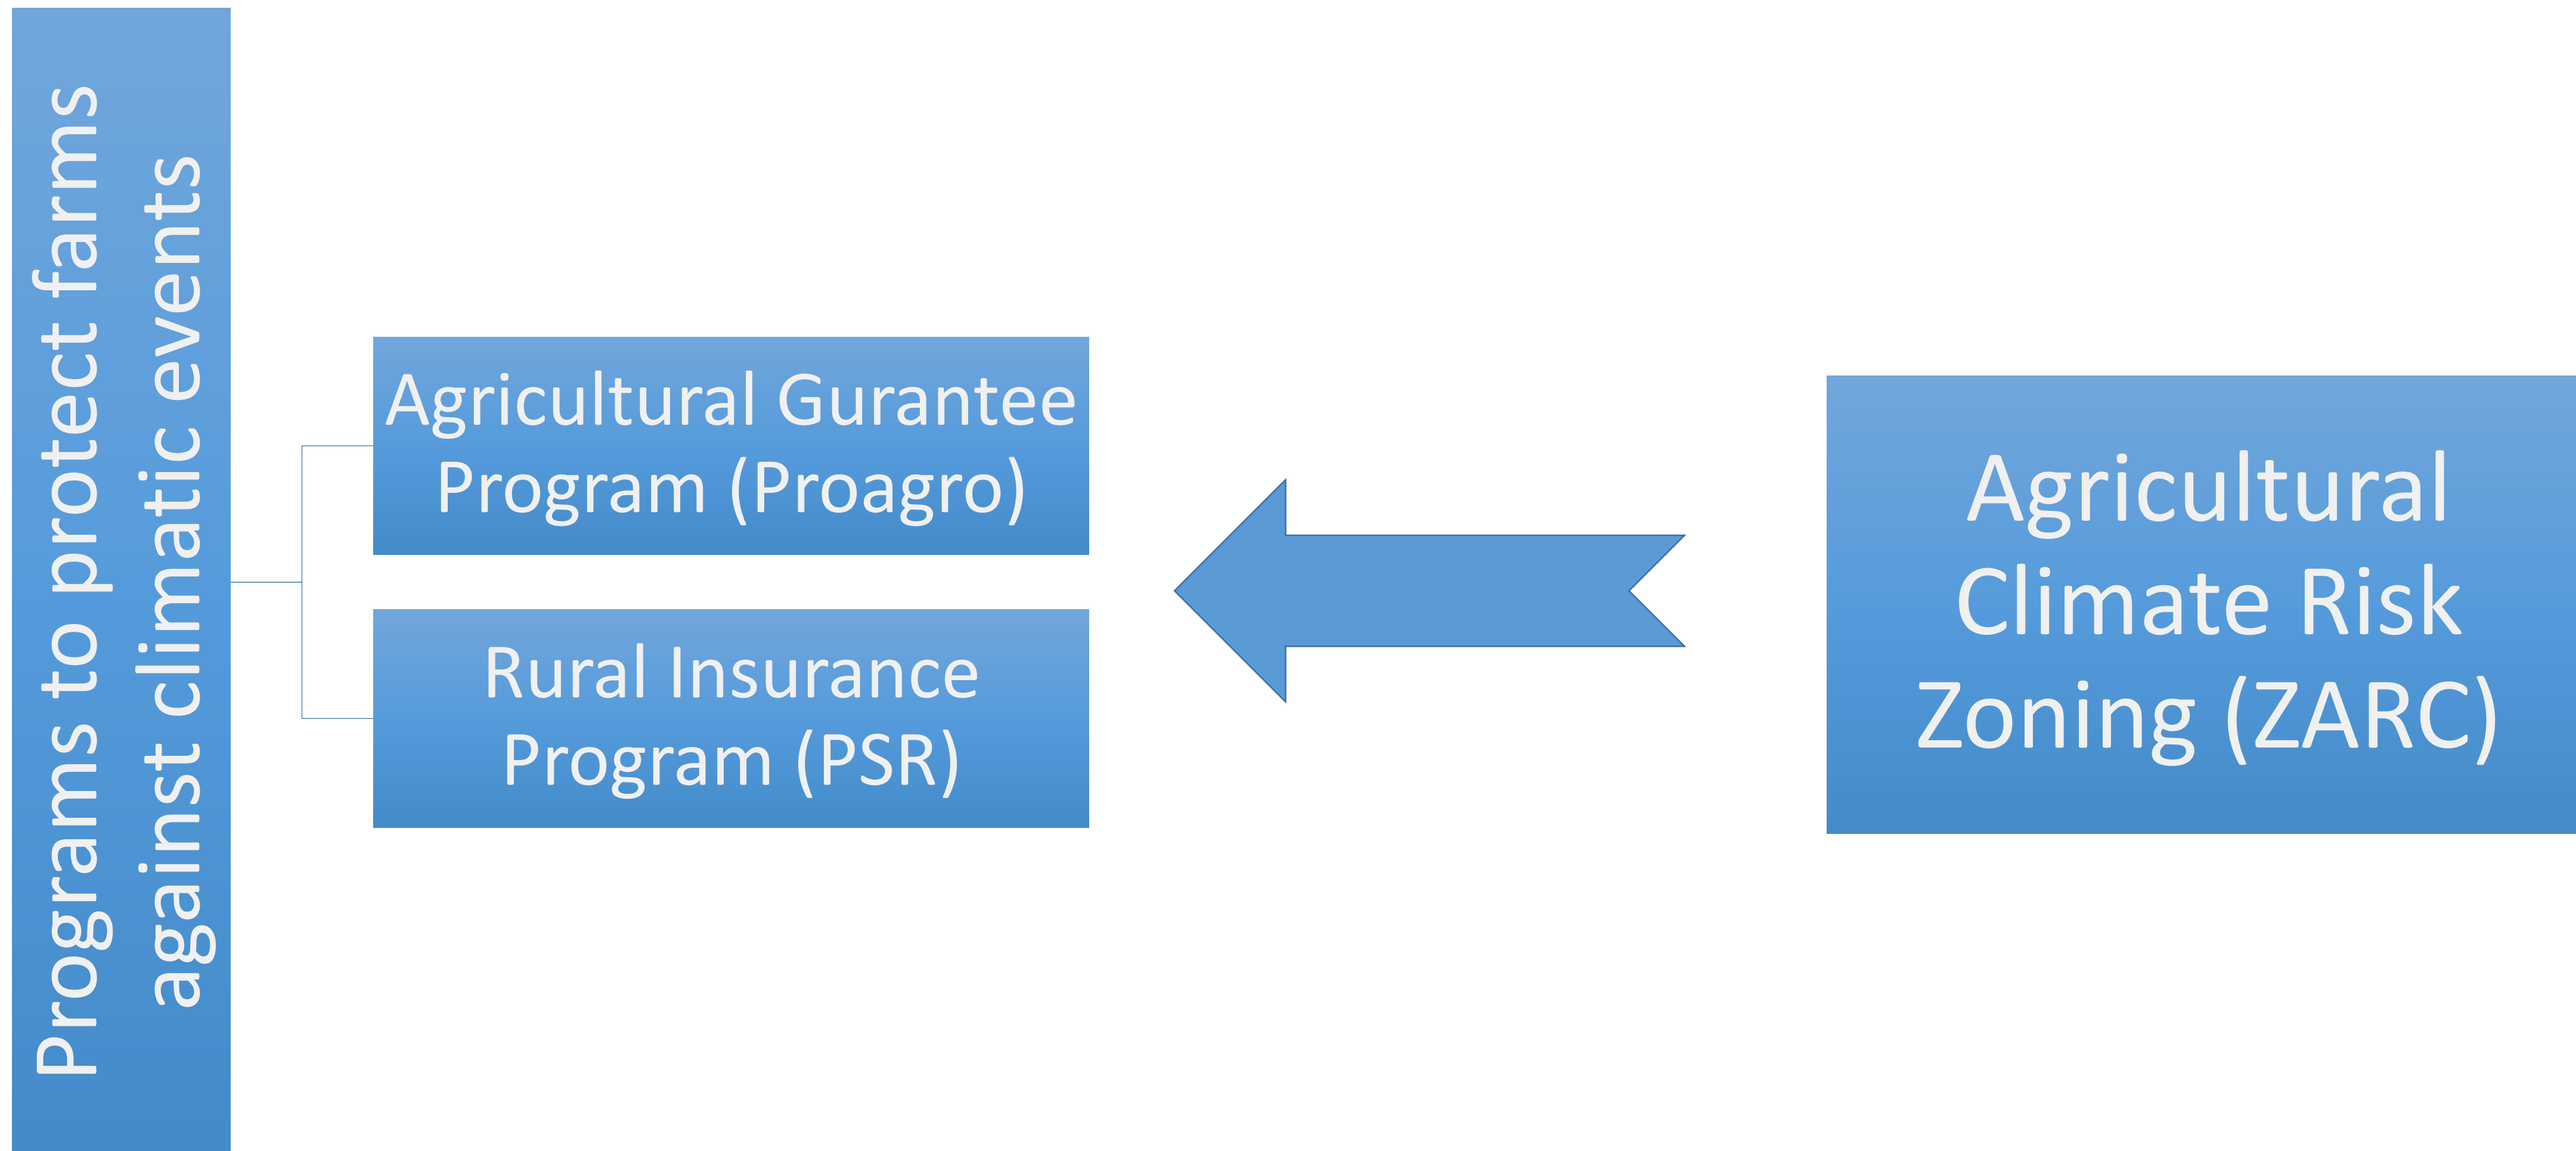 Programs to protect farms
against climatic events
Agricultural Gurantee
Program (Proagro)
Rural Insurance
Program (PSR)
Agricultural
Climate Risk
Zoning (ZARC)